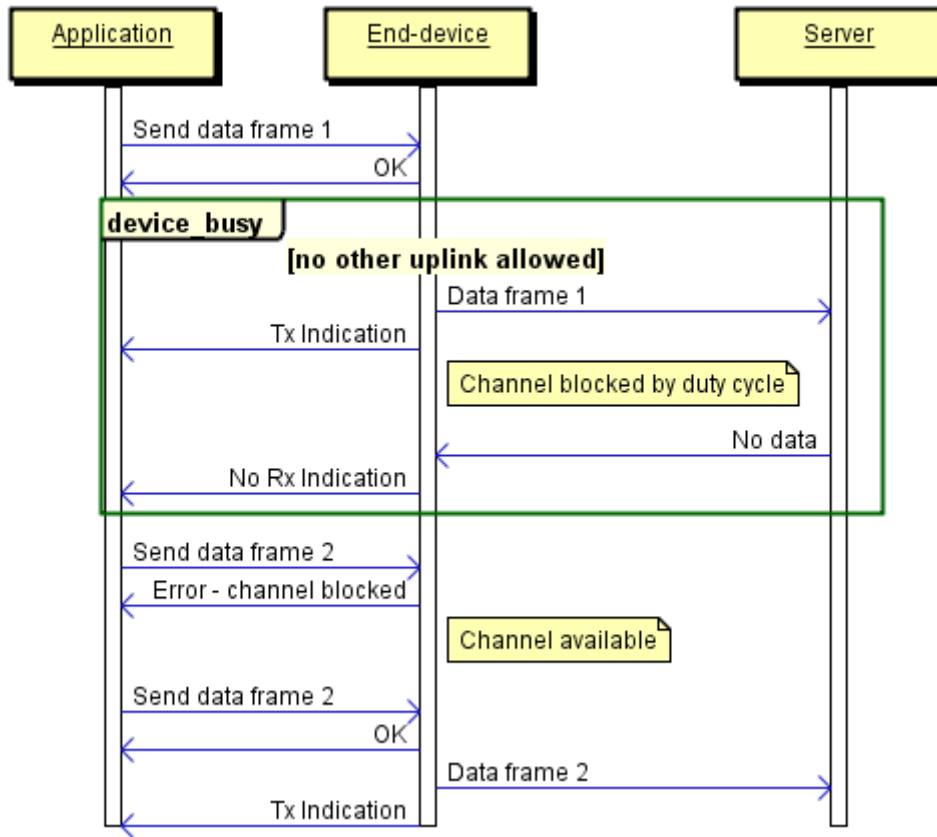 Application
End-device
Server
Send data frame 1
OK
device_busy
[no other uplink allowed]
Data frame 1
Tx Indication
Channel blocked by duty cycle
No data
No Rx Indication
Send data frame 2
Error - channel blocked
Channel available
Send data frame 2
OK
Data frame 2
Tx Indication